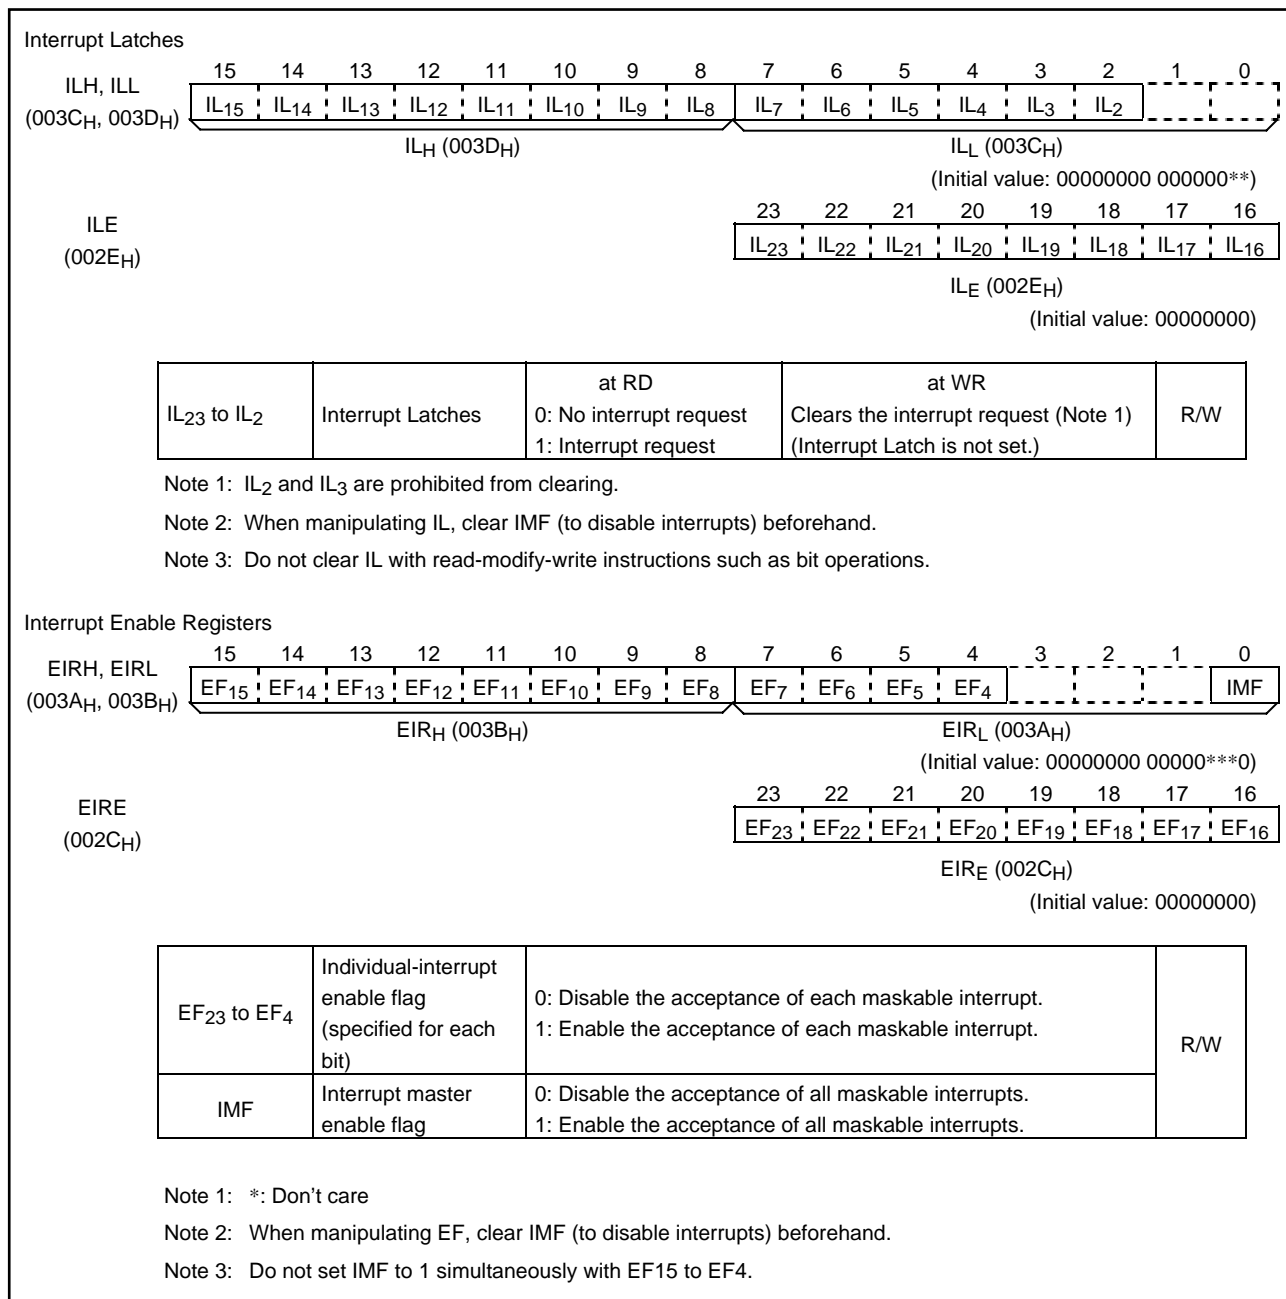 Interrupt Latches
15 14 13 12 11 10 9 8 7 6 5 4 3 2 1 0
ILH, ILL
(003CH, 003DH)
IL15 IL14 IL13 IL12 IL11 IL10 IL9 IL8 IL7 IL6 IL5 IL4 IL3 IL2
ILH (003DH) ILL (003CH)
(Initial value: 00000000 000000**)
23 22 21 20 19 18 17 16
ILE
(002EH)
IL23 IL22 IL21 IL20 IL19 IL18 IL17 IL16
ILE (002EH)
(Initial value: 00000000)
IL23 to IL2
Interrupt Latches
at RD
0: No interrupt request
1: Interrupt request
at WR
Clears the interrupt request (Note 1)
(Interrupt Latch is not set.)
R/W
Note 1: IL2 and IL3 are prohibited from clearing.
Note 2: When manipulating IL, clear IMF (to disable interrupts) beforehand.
Note 3: Do not clear IL with read-modify-write instructions such as bit operations.
Interrupt Enable Registers
15 14 13 12 11 10 9 8 7 6 5 4 3 2 1 0
EIRH, EIRL
(003AH, 003BH)
EF15 EF14 EF13 EF12 EF11 EF10 EF9 EF8 EF7 EF6 EF5 EF4 IMF
EIRH (003BH) EIRL (003AH)
(Initial value: 00000000 00000***0)
23 22 21 20 19 18 17 16
EIRE
(002CH)
EF23 EF22 EF21 EF20 EF19 EF18 EF17 EF16
EIRE (002CH)
(Initial value: 00000000)
EF23 to EF4
Individual-interrupt
enable flag
(specified for each
bit)
0: Disable the acceptance of each maskable interrupt.
1: Enable the acceptance of each maskable interrupt.
R/W
IMF
Interrupt master
enable flag
0: Disable the acceptance of all maskable interrupts.
1: Enable the acceptance of all maskable interrupts.
Note 1: *: Don't care
Note 2: When manipulating EF, clear IMF (to disable interrupts) beforehand.
Note 3: Do not set IMF to 1 simultaneously with EF15 to EF4.